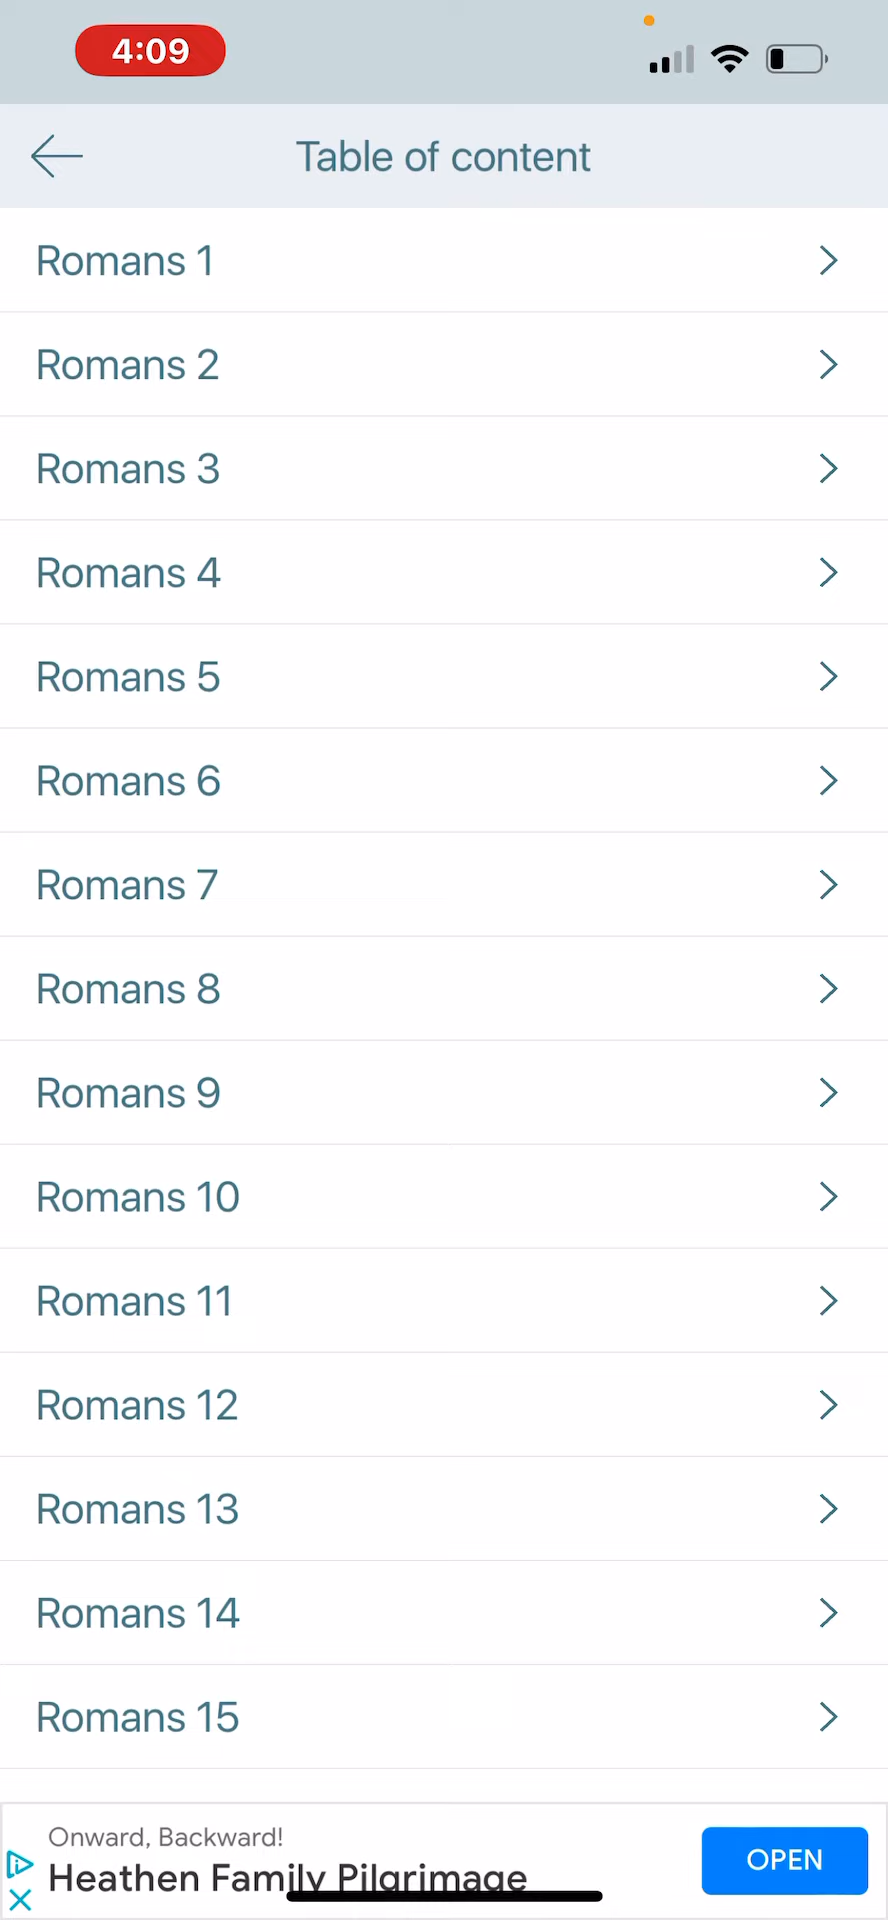 4:09
Table of content
Romans 1
Romans 2
Romans 3
Romans 4
Romans 5
Romans 6
Romans 7
Romans 8
Romans 9
Romans 10
Romans 11
Romans 12
Romans 13
Romans 14
Romans 15
Onward, Backward!
Heathen Family Pilgrimage
OPEN